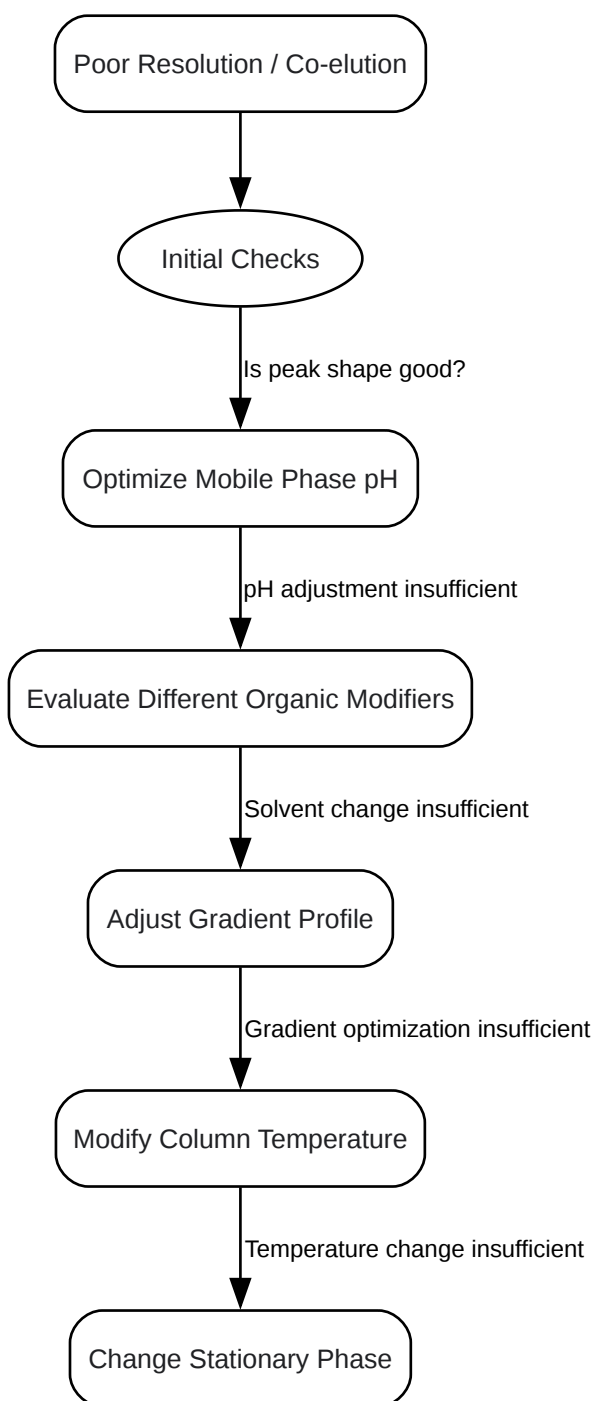 Poor Resolution / Co-elution
Initial Checks
Is peak shape good?
Optimize Mobile Phase pH
pH adjustment insufficient
Evaluate Different Organic Modifiers
Solvent change insufficient
Adjust Gradient Profile
Gradient optimization insufficient
Modify Column Temperature
Temperature change insufficient
Change Stationary Phase